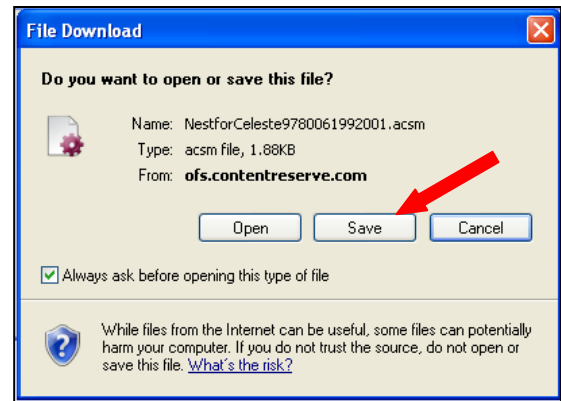 File Download
Do you want to open or save this file?
Name: NestforCeleste9780061992001.acsm
Type: acsm file, 1.88KB
From: ofs.contentreserve.com
Open Save Cancel
Always ask before opening this type of file
While files from the Internet can be useful, some files can potentially
harm your computer. If you do not trust the source, do not open or
save this file. What's the risk?